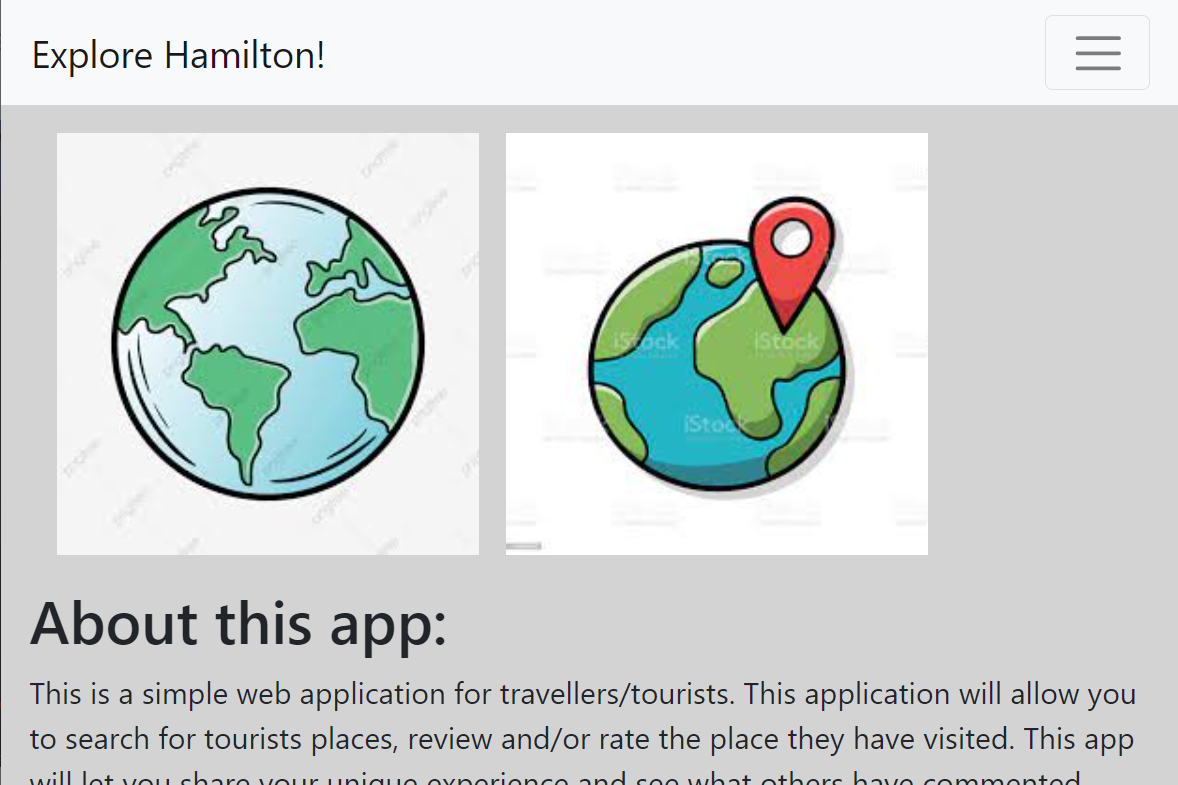 Explore Hamilton!
iStock
iStock
iStock
About this app:
This is a simple web application for travellers/tourists. This application will allow you
to search for tourists places, review and/or rate the place they have visited. This app
will let you share your unique experience and see what others have commented